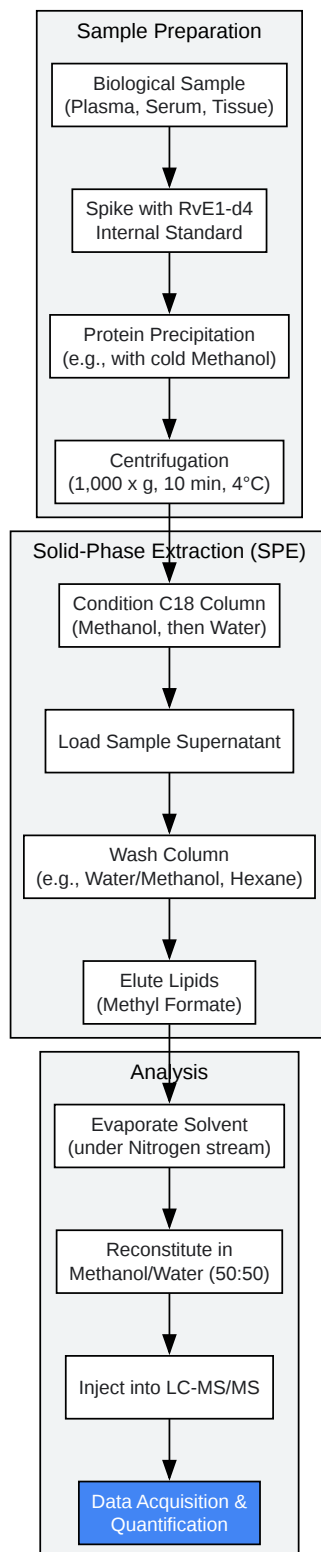 Sample Preparation
Biological Sample
(Plasma, Serum, Tissue)
Spike with RvE1-d4
Internal Standard
Protein Precipitation
(e.g., with cold Methanol)
Centrifugation
(1,000 x g, 10 min, 4°C)
Solid-Phase Extraction (SPE)
Condition C18 Column
(Methanol, then Water)
Load Sample Supernatant
Wash Column
(e.g., Water/Methanol, Hexane)
Elute Lipids
(Methyl Formate)
Analysis
Evaporate Solvent
(under Nitrogen stream)
Reconstitute in
Methanol/Water (50:50)
Inject into LC-MS/MS
Data Acquisition &
Quantification